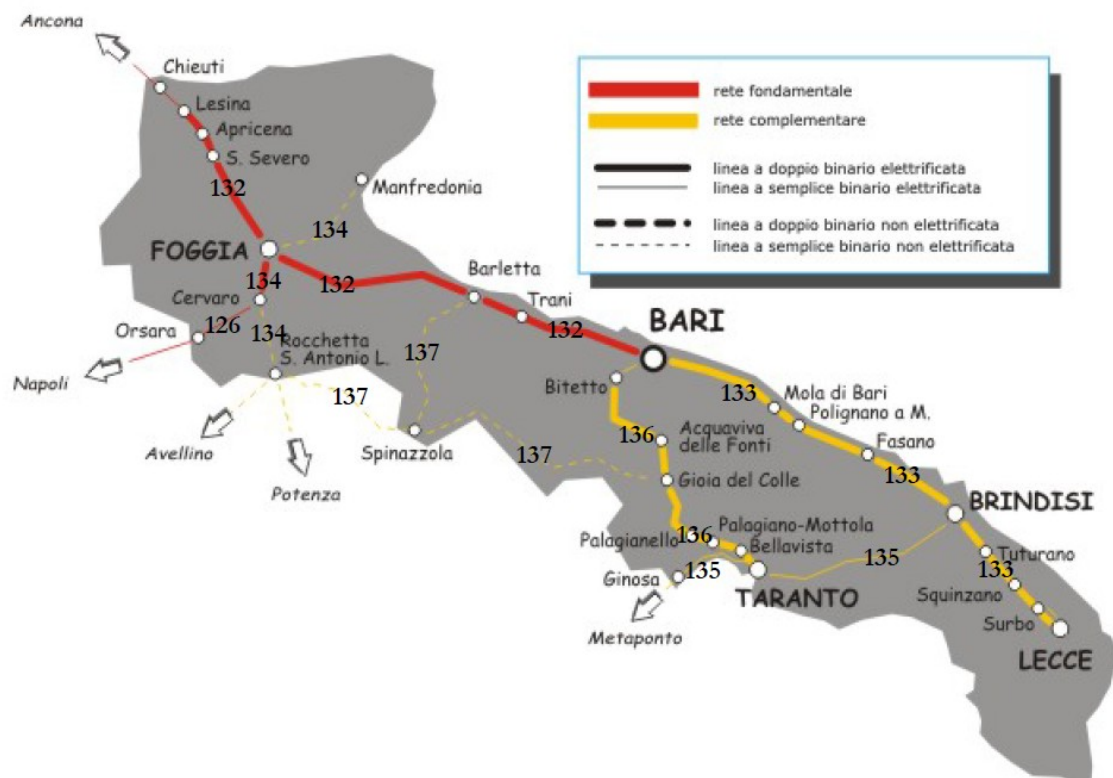 Ancona
Chieuti
Lesina
Apricena
S. Severo
132
Manfredonia
134
FOGGIA
134
132
Cervaro
Orsara
126
134
Napoli
Rocchetta
S. Antonio L.
137
137
Avellino
Potenza
Spinazzola
137
Barletta
Trani
132
BARI
Bitetto
133
Mola di Bari
Polignano a M.
136
Acquaviva
delle Fonti
Fasano
133
Gioia del Colle
BRINDISI
Palagiano-Mottola
Palagianello
136
Bellavista
135
135
Ginosa
TARANTO
Metaponto
Tuturano
133
Squinzano
Surbo
LECCE
rete fondamentale
rete complementare
linea a doppio binario elettrificata
linea a semplice binario elettrificata
linea a doppio binario non elettrificata
linea a semplice binario non elettrificata